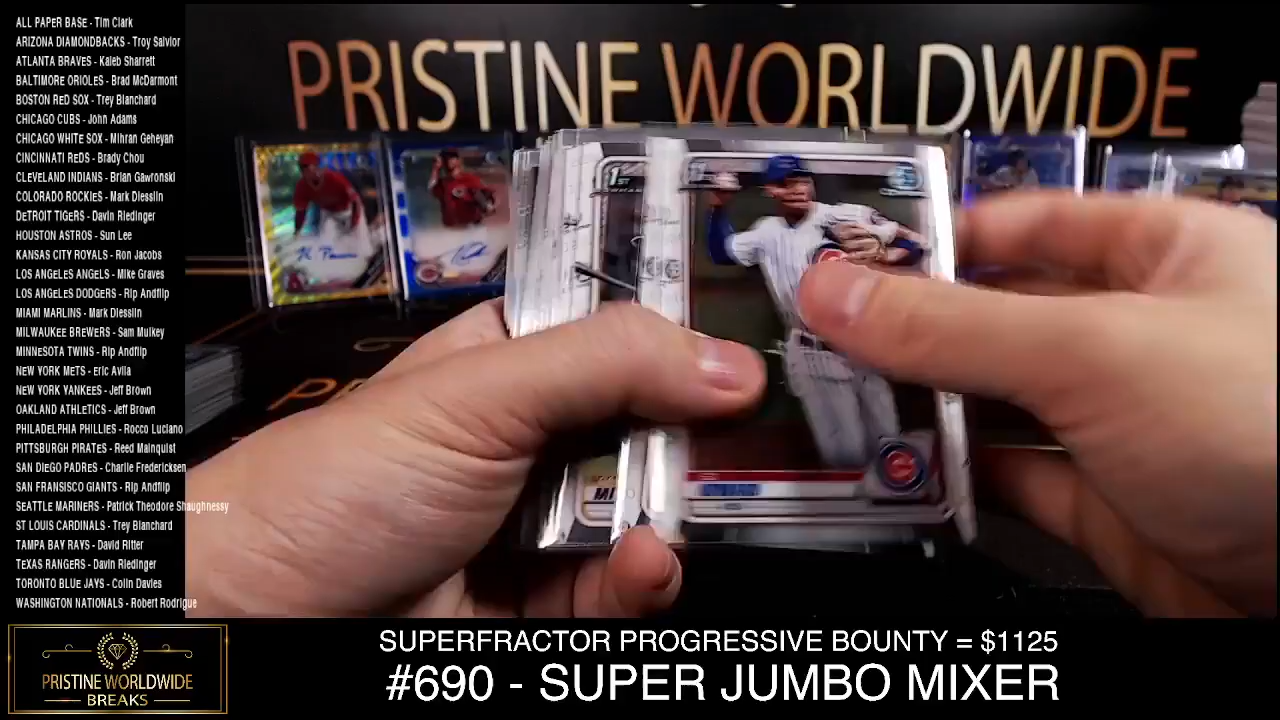 ALL PAPER BASE - Tim Clark
ARIZONA DIAMONDBACKS - Troy Salvior
ATLANTA BRAVES - Kaleb Sharrett
BALTIMORE ORIOLES - Brad McDarmont
BOSTON RED SOX - Trey Blanchard
CHICAGO CUBS - John Adams
CHICAGO WHITE SOX - Mihran Geheyan
CINCINNATI REDS - Brady Chou
CLEVELAND INDIANS - Brian Gawronski
COLORADO ROCKIES - Mark Diesslin
DETROIT TIGERS - Davin Riedinger
HOUSTON ASTROS - Sun Lee
KANSAS CITY ROYALS - Ron Jacobs
LOS ANGELES ANGELS - Mike Graves
LOS ANGELES DODGERS - Rip Andflip
MIAMI MARLINS - Mark Diesslin
MILWAUKEE BREWERS - Sam Mulkey
MINNESOTA TWINS - Rip Andflip
NEW YORK METS - Eric Avila
NEW YORK YANKEES - Jeff Brown
OAKLAND ATHLETICS - Jeff Brown
PHILADELPHIA PHILLIES - Rocco Luciano
PITTSBURGH PIRATES - Reed Mainquist
SAN DIEGO PADRES - Charlie Fredericksen
SAN FRANSISCO GIANTS - Rip Andflip
SEATTLE MARINERS - Patrick Theodore Shaughnessy
ST LOUIS CARDINALS - Trey Blanchard
TAMPA BAY RAYS - David Ritter
TEXAS RANGERS - Davin Riedinger
TORONTO BLUE JAYS - Colin Davies
WASHINGTON NATIONALS - Robert Rodrigue
PRISTINE WORLDWIDE
1ST
PRISTINE WORLDWIDE
BREAKS
SUPERFRACTOR PROGRESSIVE BOUNTY = $1125
#690 - SUPER JUMBO MIXER